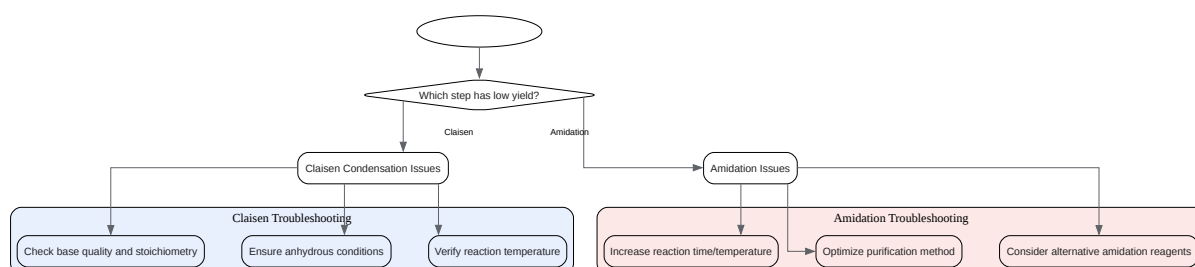 Which step has low yield?
Claisen
Amidation
Claisen Condensation Issues
Amidation Issues
Claisen Troubleshooting
Amidation Troubleshooting
Check base quality and stoichiometry
Ensure anhydrous conditions
Verify reaction temperature
Increase reaction time/temperature
Optimize purification method
Consider alternative amidation reagents